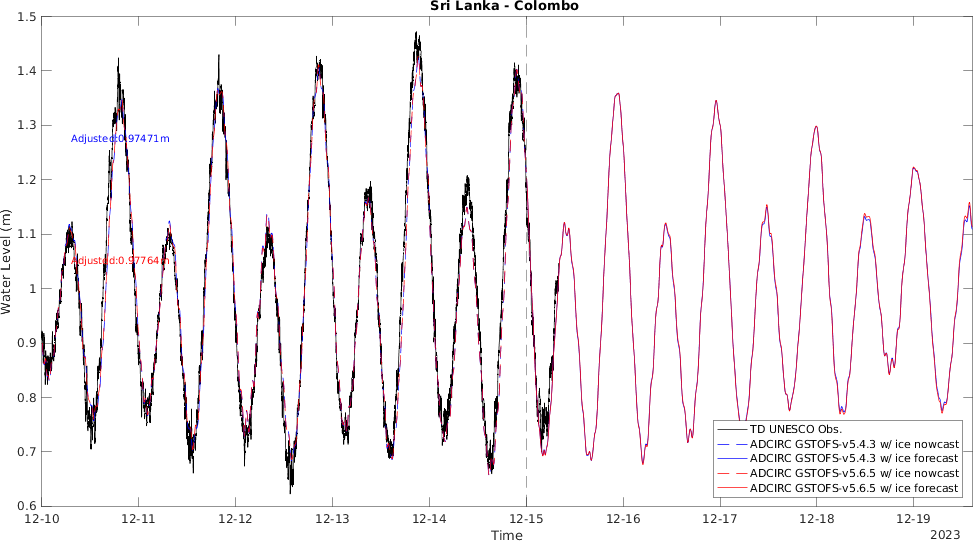 Sri Lanka - Colombo
1.5
1.4
1.3
1.2
1.1
1
0.9
0.8
0.7
0.6
Water Level (m)
Adjusted:0.97471m
Adjusted:0.97764m
TD UNESCO Obs.
ADCIRC GSTOFS-v5.4.3 w/ ice nowcast
ADCIRC GSTOFS-v5.4.3 w/ ice forecast
ADCIRC GSTOFS-v5.6.5 w/ ice nowcast
ADCIRC GSTOFS-v5.6.5 w/ ice forecast
12-10 12-11 12-12 12-13 12-14 12-15 12-16 12-17 12-18 12-19
Time
2023